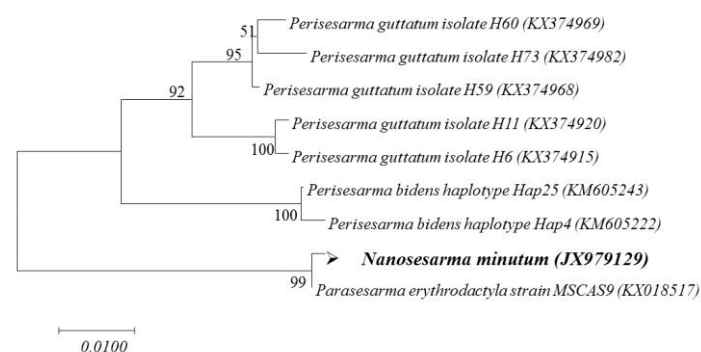 Perisesarma guttatum isolate H60 (KX374969)
51
95
Perisesarma guttatum isolate H73 (KX374982)
Perisesarma guttatum isolate H59 (KX374968)
92
Perisesarma guttatum isolate H11 (KX374920)
100
Perisesarma guttatum isolate H6 (KX374915)
Perisesarma bidens haplotype Hap25 (KM605243)
100
Perisesarma bidens haplotype Hap4 (KM605222)
Nanosesarma minutum (JX979129)
99
Parasesarma erythrodactyla strain MSCAS9 (KX018517)
0.0100